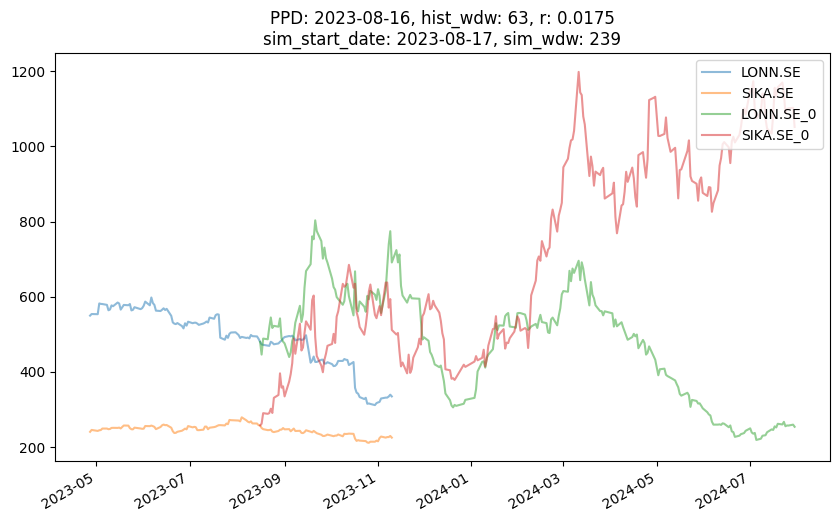 PPD: 2023-08-16, hist_wdw: 63, r: 0.0175
sim_start_date: 2023-08-17, sim_wdw: 239
1200
1000
800
600
400
200
LONN.SE
SIKA.SE
LONN.SE_0
SIKA.SE_0
2023-05
2023-07
2023-09
2023-11
2024-01
2024-03
2024-05
2024-07